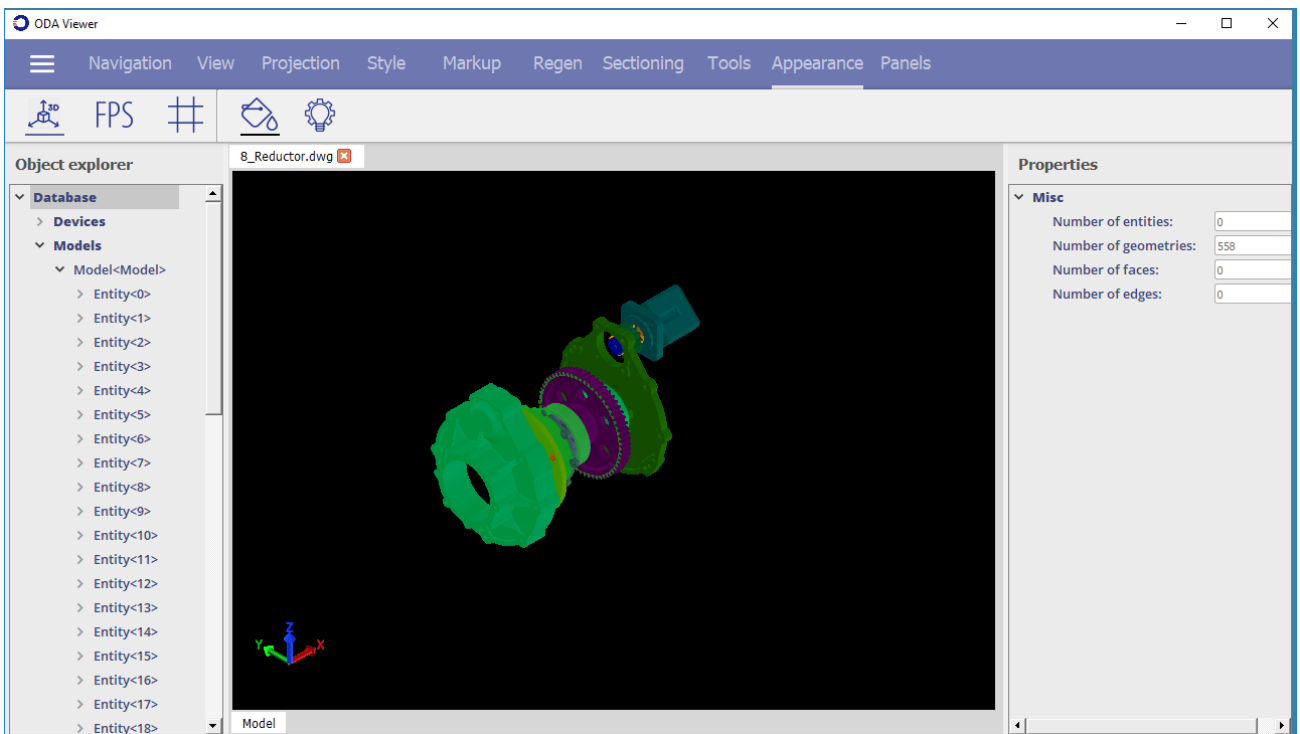 ODA Viewer
Navigation View Projection Style Markup Regen Sectioning Tools Appearance Panels
3D FPS
Object explorer
8_Reductor.dwg
Properties
Database
Devices
Models
Model<Model>
Entity<0>
Entity<1>
Entity<2>
Entity<3>
Entity<4>
Entity<5>
Entity<6>
Entity<7>
Entity<8>
Entity<9>
Entity<10>
Entity<11>
Entity<12>
Entity<13>
Entity<14>
Entity<15>
Entity<16>
Entity<17>
Entity<18>
Z
Y X
Model
Misc
Number of entities: 0
Number of geometries: 558
Number of faces: 0
Number of edges: 0